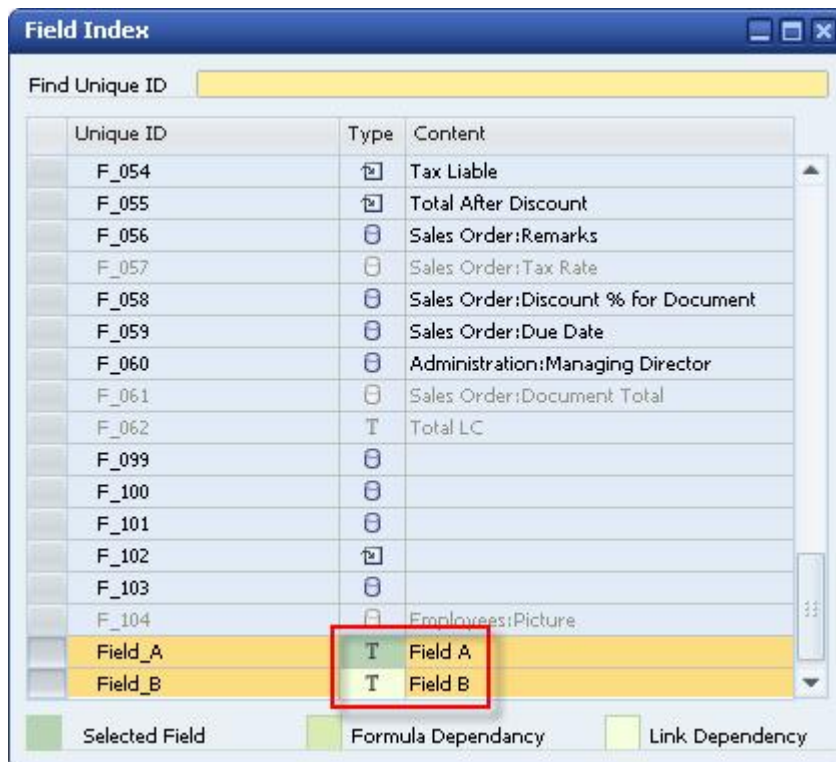 Field Index
Find Unique ID
Unique ID Type Content
F_054 Tax Liable
F_055 Total After Discount
F_056 Sales Order:Remarks
F_057 Sales Order:Tax Rate
F_058 Sales Order:Discount % for Document
F_059 Sales Order:Due Date
F_060 Administration:Managing Director
F_061 Sales Order:Document Total
F_062 T Total LC
F_099
F_100
F_101
F_102
F_103
F_104 Employees:Picture
Field_A T Field A
Field_B T Field B
Selected Field Formula Dependancy Link Dependency